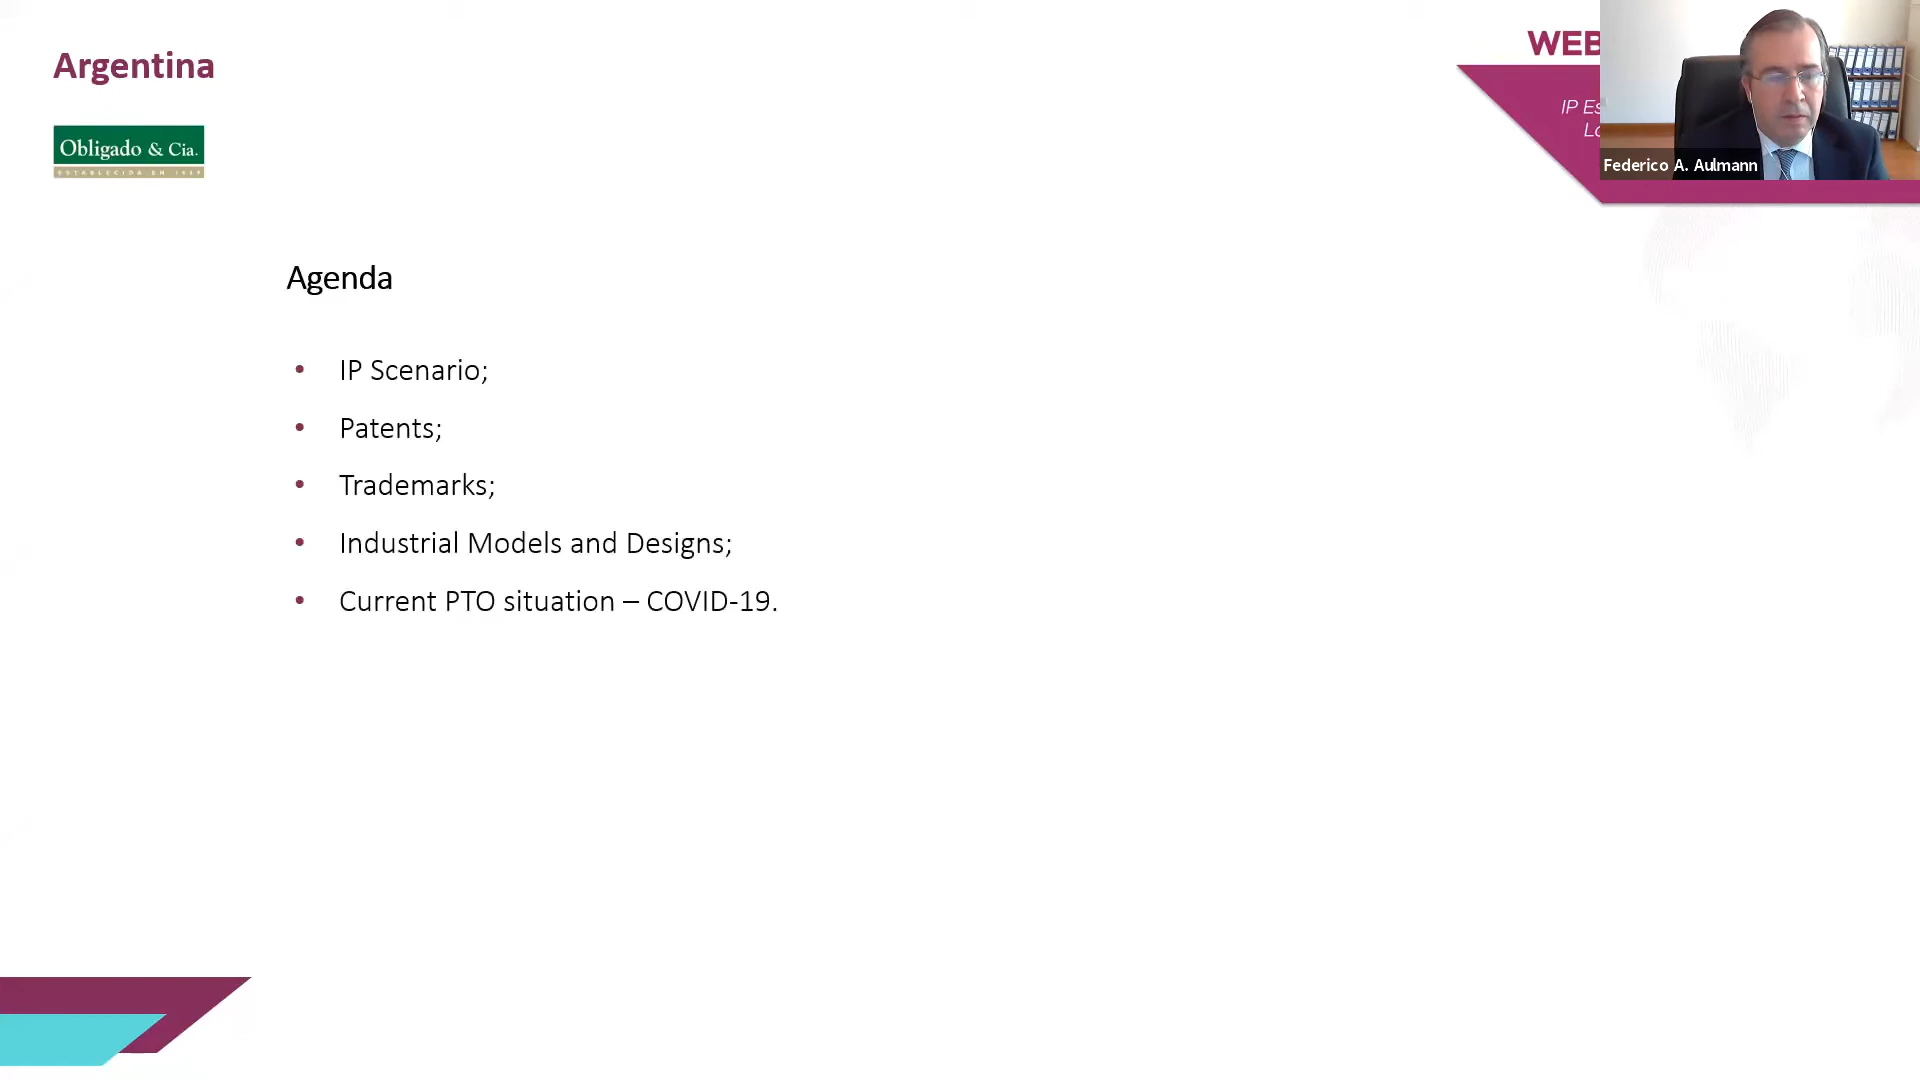 Argentina
WEB
IP Es
Lo
Federico A. Aulmann
Obligado & Cia.
Agenda
• IP Scenario;
• Patents;
• Trademarks;
• Industrial Models and Designs;
• Current PTO situation – COVID-19.